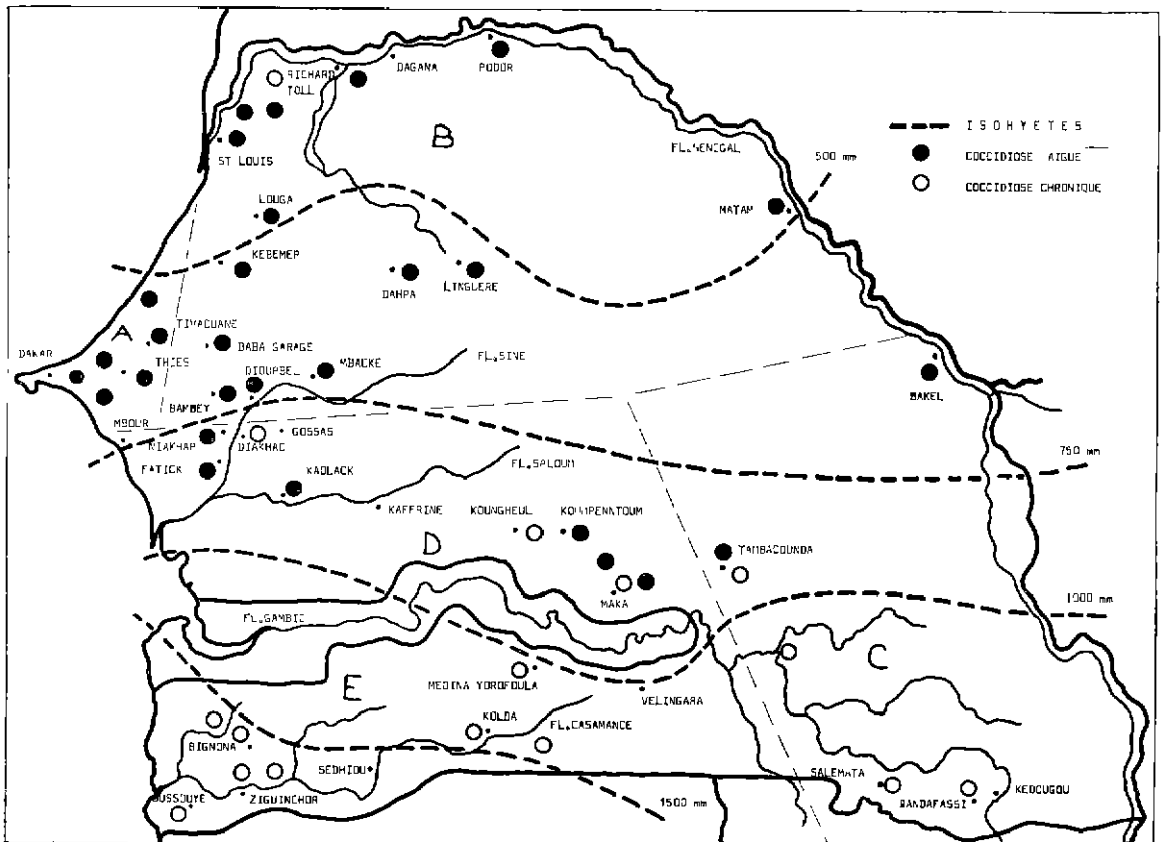 DAGANA
PODOR
RICHARD
TOLL
B
ISOHYETES
FL.SENEGAL
COCCIDIOSE AIGUE
ST LOUIS
500 mm
COCCIDIOSE CHRONIQUE
LOUGA
MATAM
KEBEMER
DAHRA
LINGUERE
A
TIVAOUANE
DAKAR
THIES
BABA GARAGE
DIOURBEL
MBACKE
FL.SINE
BAMBEY
BAKEL
MBOUR
NIAKHAR
DIAKHAO
GOSSAS
FATICK
KAOLACK
FL.SALOUM
750 mm
KAFFRINE
KOUNGHEUL
KOUMPENNTOUM
D
TAMBACOUNDA
MAKA
1000 mm
FL.GAMBIE
C
MEDINA YOROFOULA
E
VELINGARA
KOLDA
FL.CASAMANCE
BIGNONA
SEDHIOU
SALEMATA
KEDOUGOU
OUSSOUYE
ZIGUINCHOR
1500 mm
BANDAFASSI